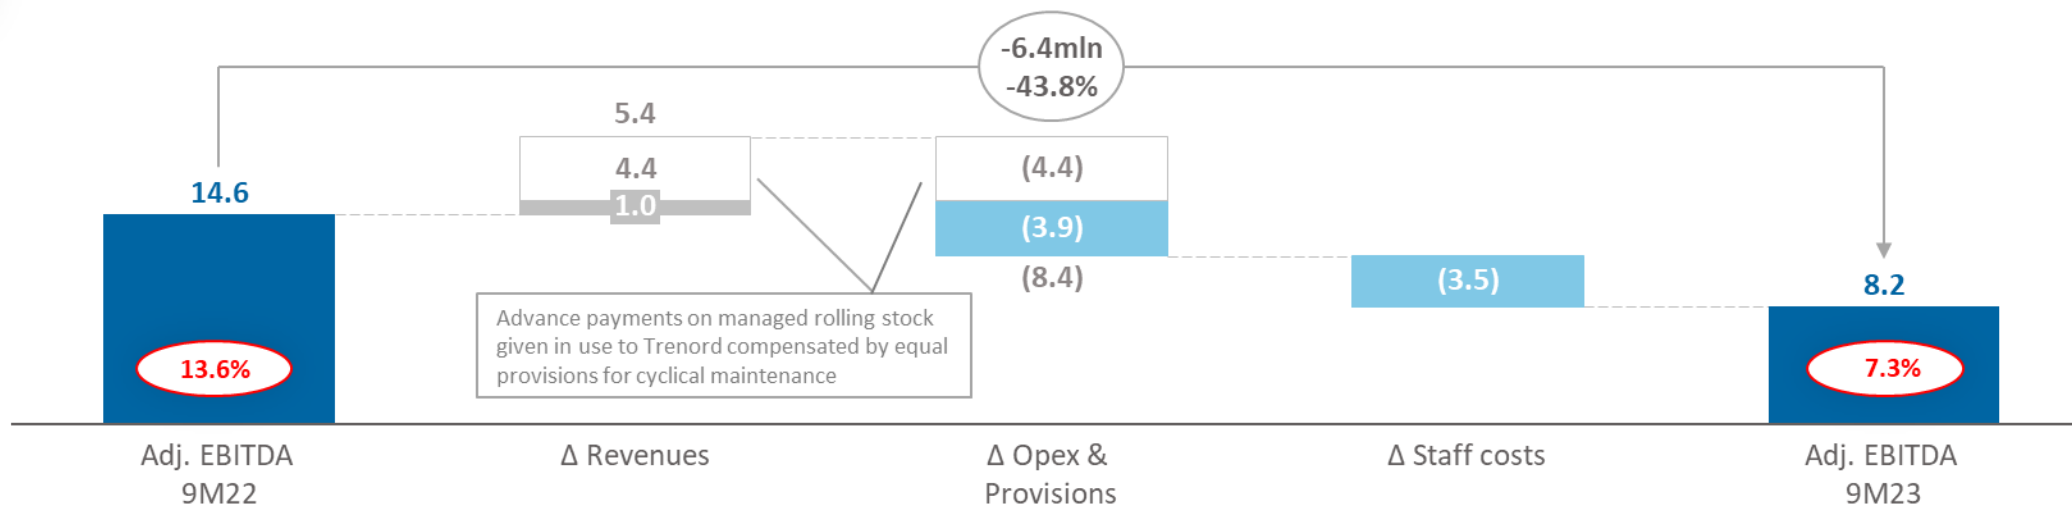 -6.4mln
-43.8%
5.4
4.4
1.0
14.6
13.6%
(4.4)
(3.9)
(8.4)
(3.5)
8.2
7.3%
Advance payments on managed rolling stock
given in use to Trenord compensated by equal
provisions for cyclical maintenance
Adj. EBITDA
9M22
Δ Revenues
Δ Opex &
Provisions
Δ Staff costs
Adj. EBITDA
9M23